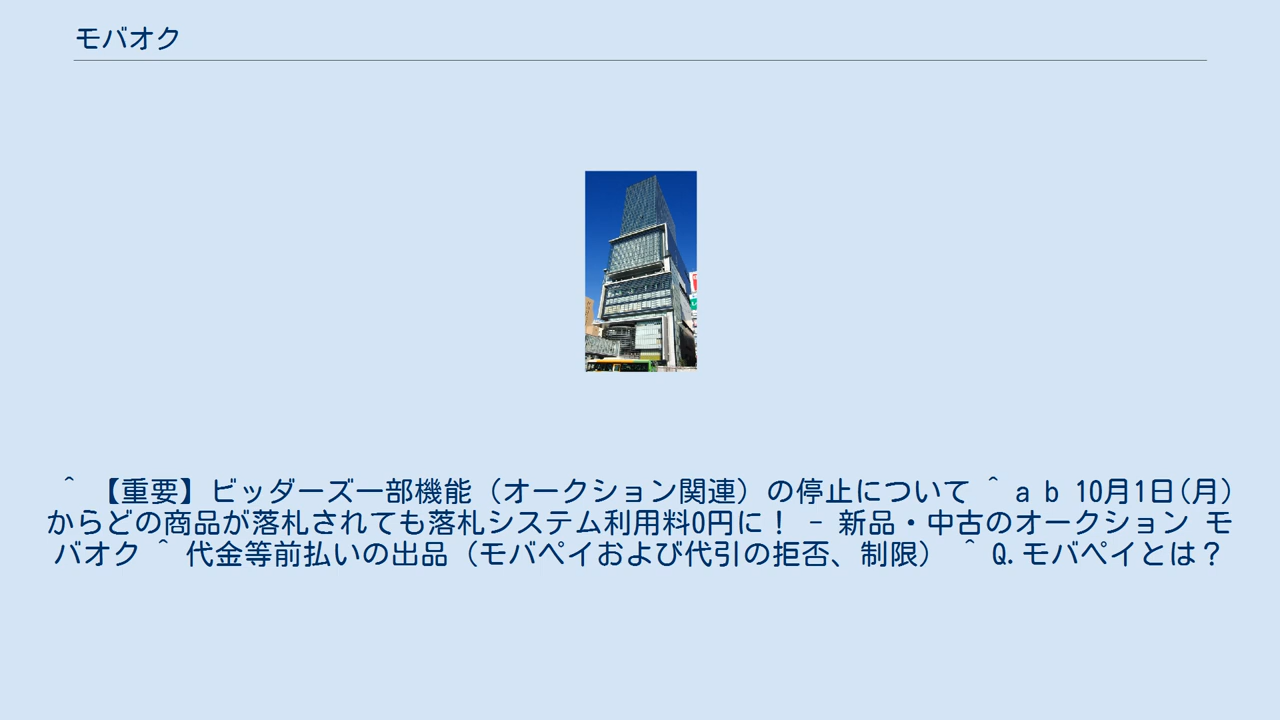 モバオク
^ 【重要】ビッダーズ一部機能（オークション関連）の停止について ^ a b 10月1日(月)
からどの商品が落札されても落札システム利用料0円に！ - 新品・中古のオークション モ
バオク ^ 代金等前払いの出品（モバペイおよび代引の拒否、制限） ^ Q.モバペイとは？